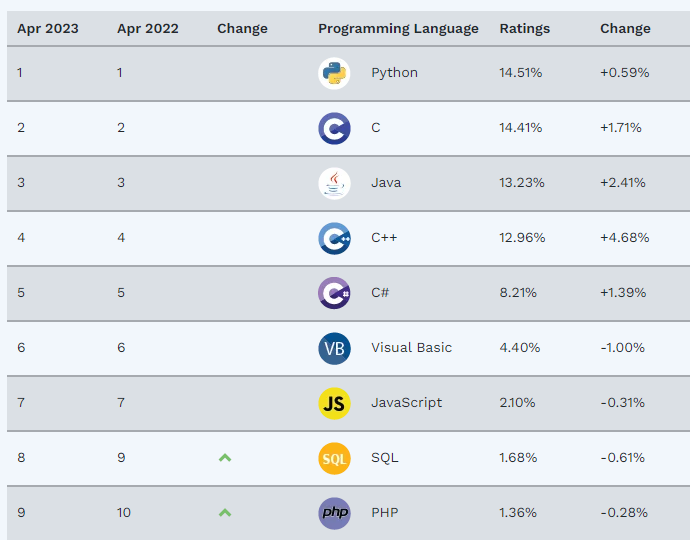 Apr 2023 Apr 2022 Change Programming Language Ratings Change
1 1 Python 14.51% +0.59%
2 2 C C 14.41% +1.71%
3 3 Java 13.23% +2.41%
4 4 C++ C++ 12.96% +4.68%
5 5 C# C# 8.21% +1.39%
6 6 VB Visual Basic 4.40% -1.00%
7 7 JS JavaScript 2.10% -0.31%
8 9 SQL SQL 1.68% -0.61%
9 10 php PHP 1.36% -0.28%